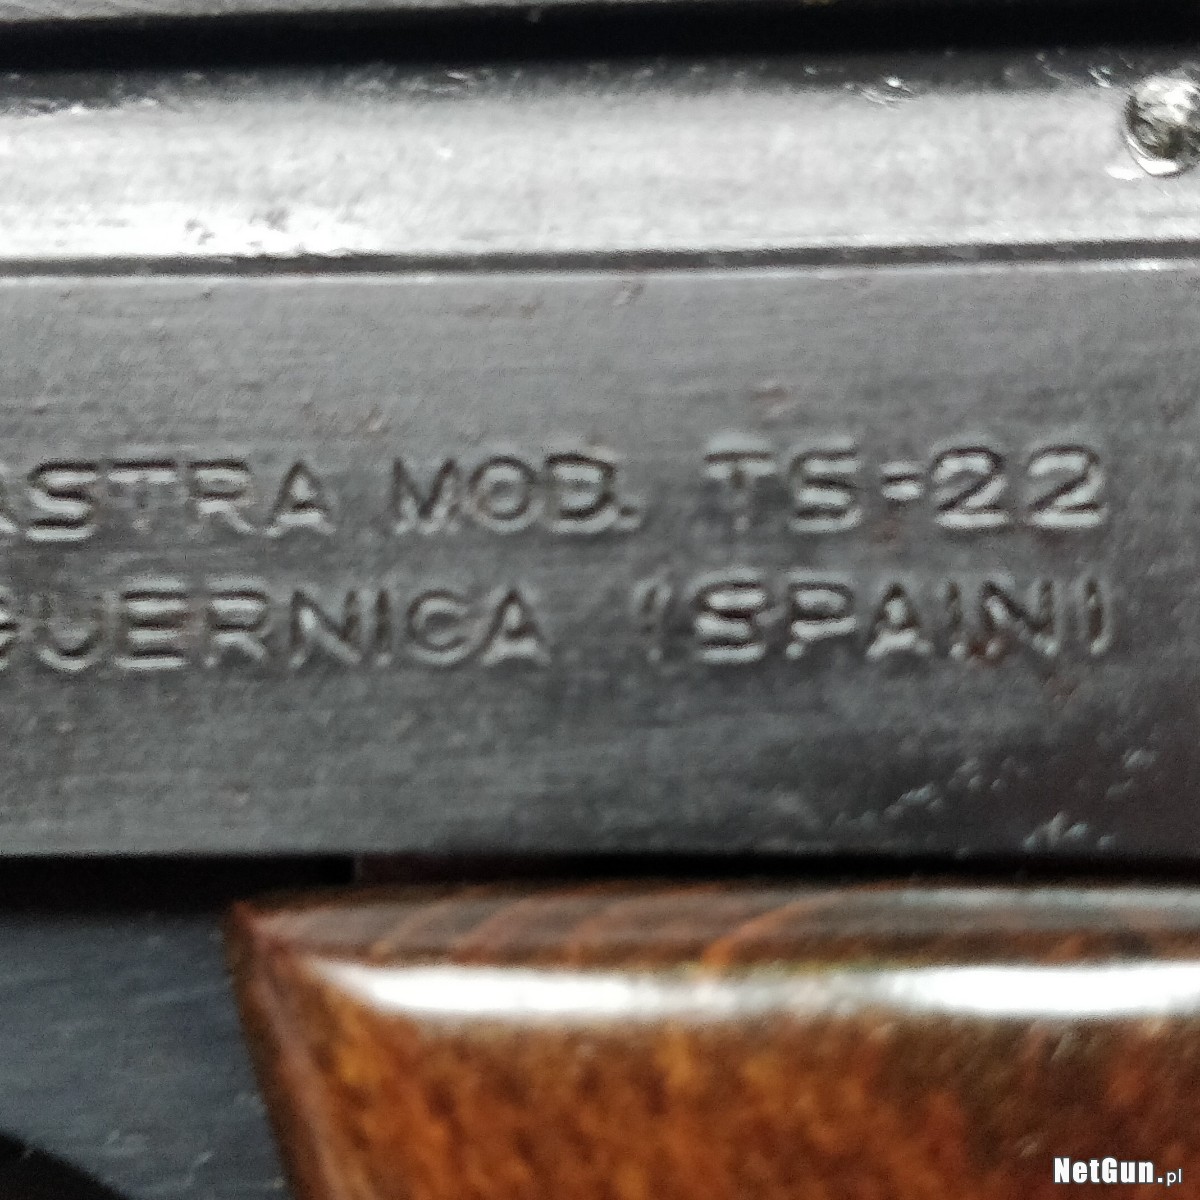 ASTRA MOD. TS-22
GUERNICA (SPAIN)
NetGun.pl